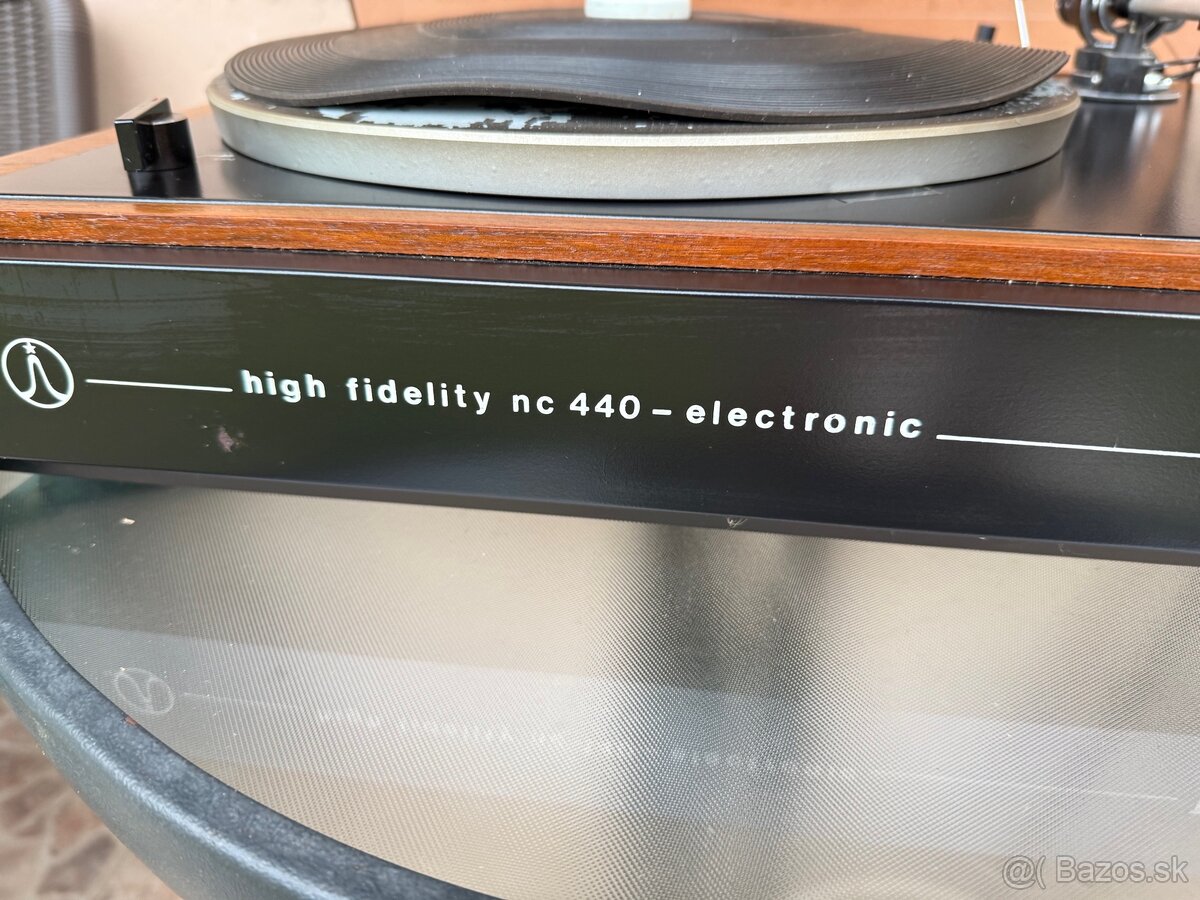 high fidelity nc 440 – electronic
@( Bazos.sk